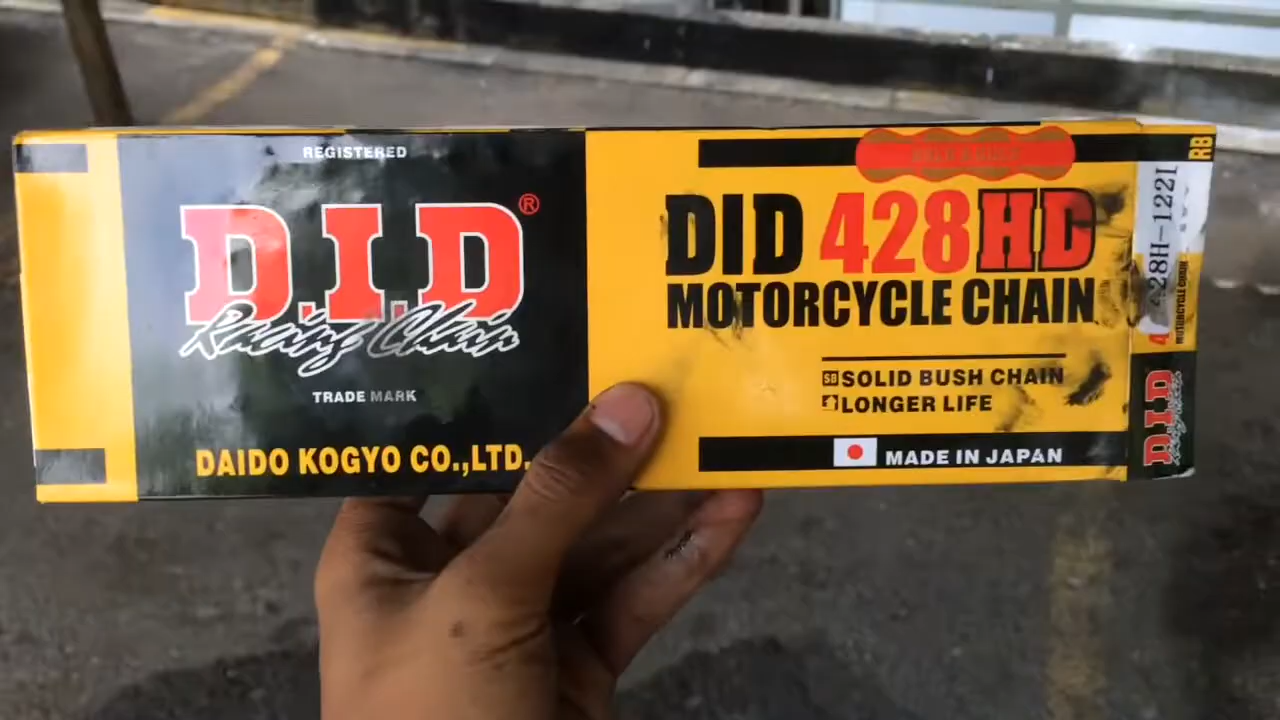 REGISTERED
D.I.D®
Racing Chain
TRADE MARK
DAIDO KOGYO CO.,LTD.
DID 428HD
MOTORCYCLE CHAIN
SB SOLID BUSH CHAIN
LONGER LIFE
MADE IN JAPAN
RB
428H-122L
MOTORCYCLE CHAIN
D.I.D